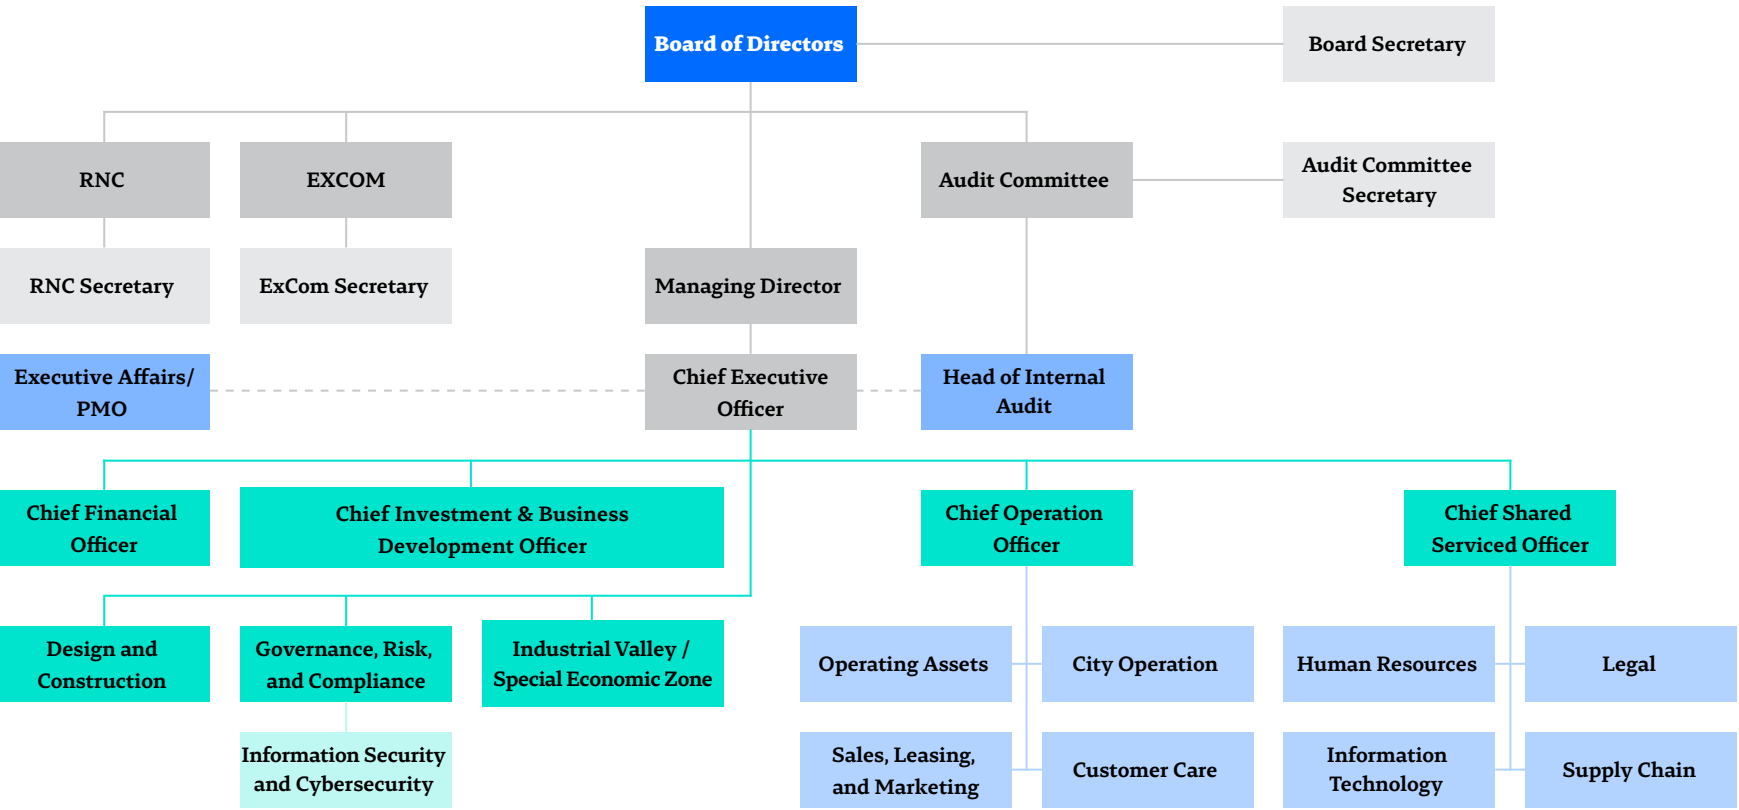 Board of Directors
Board Secretary
RNC
EXCOM
Audit Committee
Audit Committee
Secretary
RNC Secretary
ExCom Secretary
Managing Director
Executive Affairs/
PMO
Chief Executive
Officer
Head of Internal
Audit
Chief Financial
Officer
Chief Investment & Business
Development Officer
Chief Operation
Officer
Chief Shared
Serviced Officer
Design and
Construction
Governance, Risk,
and Compliance
Industrial Valley /
Special Economic Zone
Operating Assets
City Operation
Human Resources
Legal
Information Security
and Cybersecurity
Sales, Leasing,
and Marketing
Customer Care
Information
Technology
Supply Chain